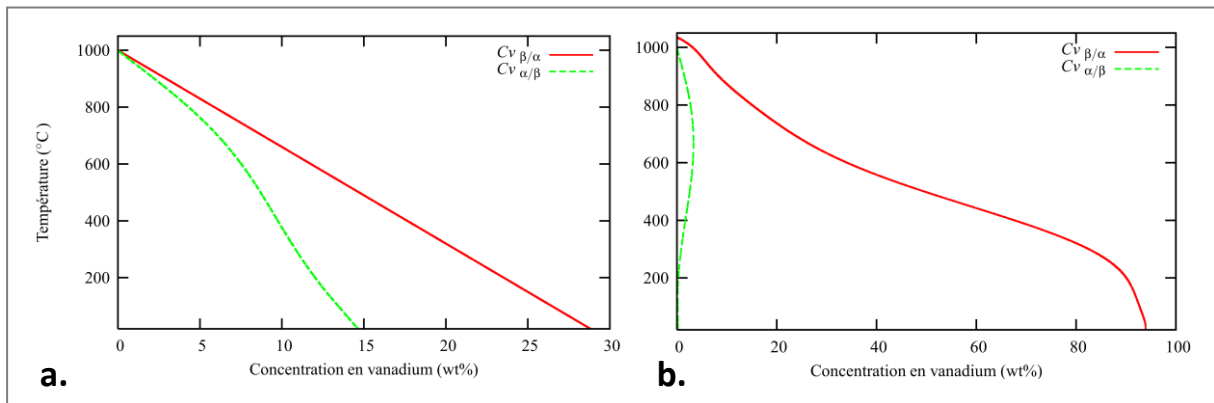 Cv β/α
Cv α/β
1000
800
600
400
200
0 5 10 15 20 25 30
Température (°C)
Concentration en vanadium (wt%)
a.
Cv β/α
Cv α/β
1000
800
600
400
200
0 20 40 60 80 100
Concentration en vanadium (wt%)
b.